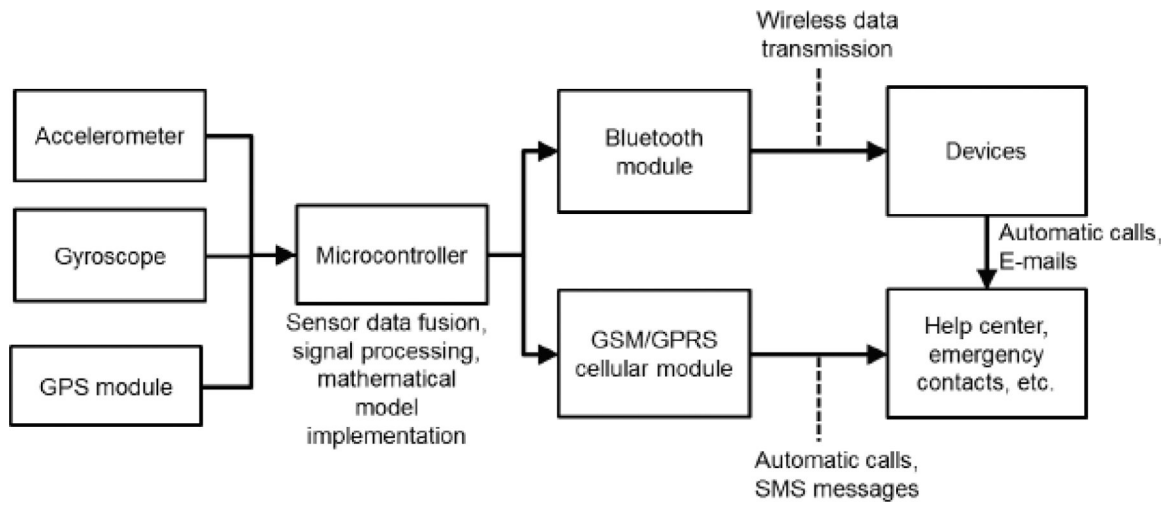 Wireless data
transmission
Accelerometer
Bluetooth
module
Devices
Gyroscope
Microcontroller
Automatic calls,
E-mails
Sensor data fusion,
signal processing,
mathematical
model
implementation
GPS module
GSM/GPRS
cellular module
Help center,
emergency
contacts, etc.
Automatic calls,
SMS messages